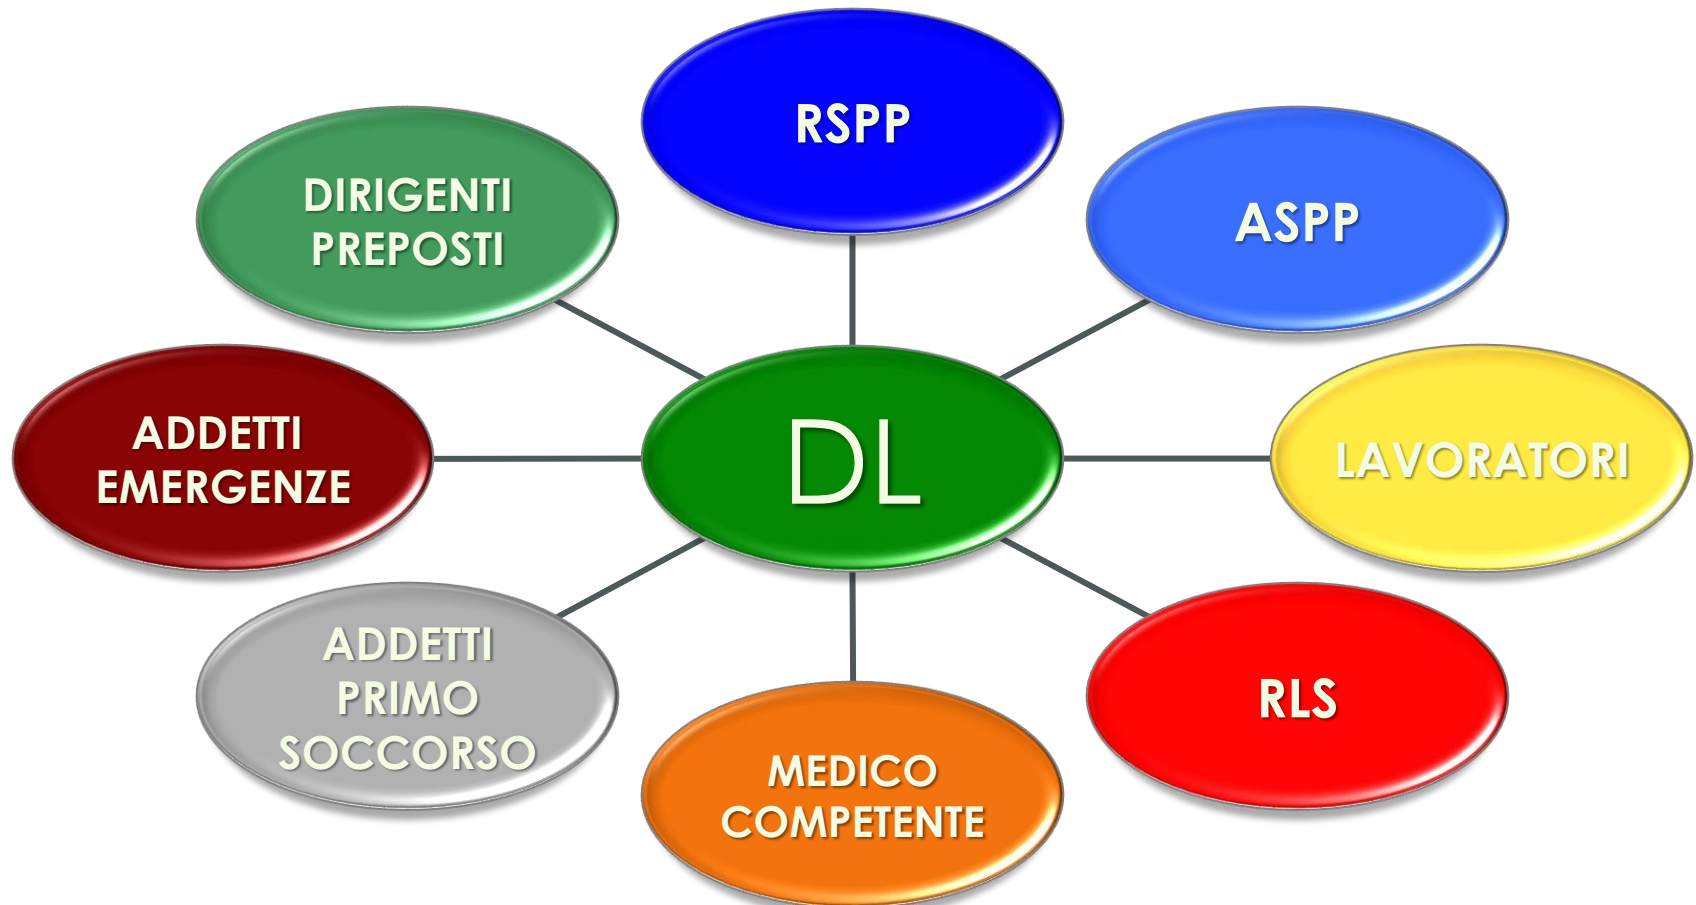 RSPP
DIRIGENTI
PREPOSTI
ASPP
ADDETTI
EMERGENZE
DL
LAVORATORI
ADDETTI
PRIMO
SOCCORSO
RLS
MEDICO
COMPETENTE